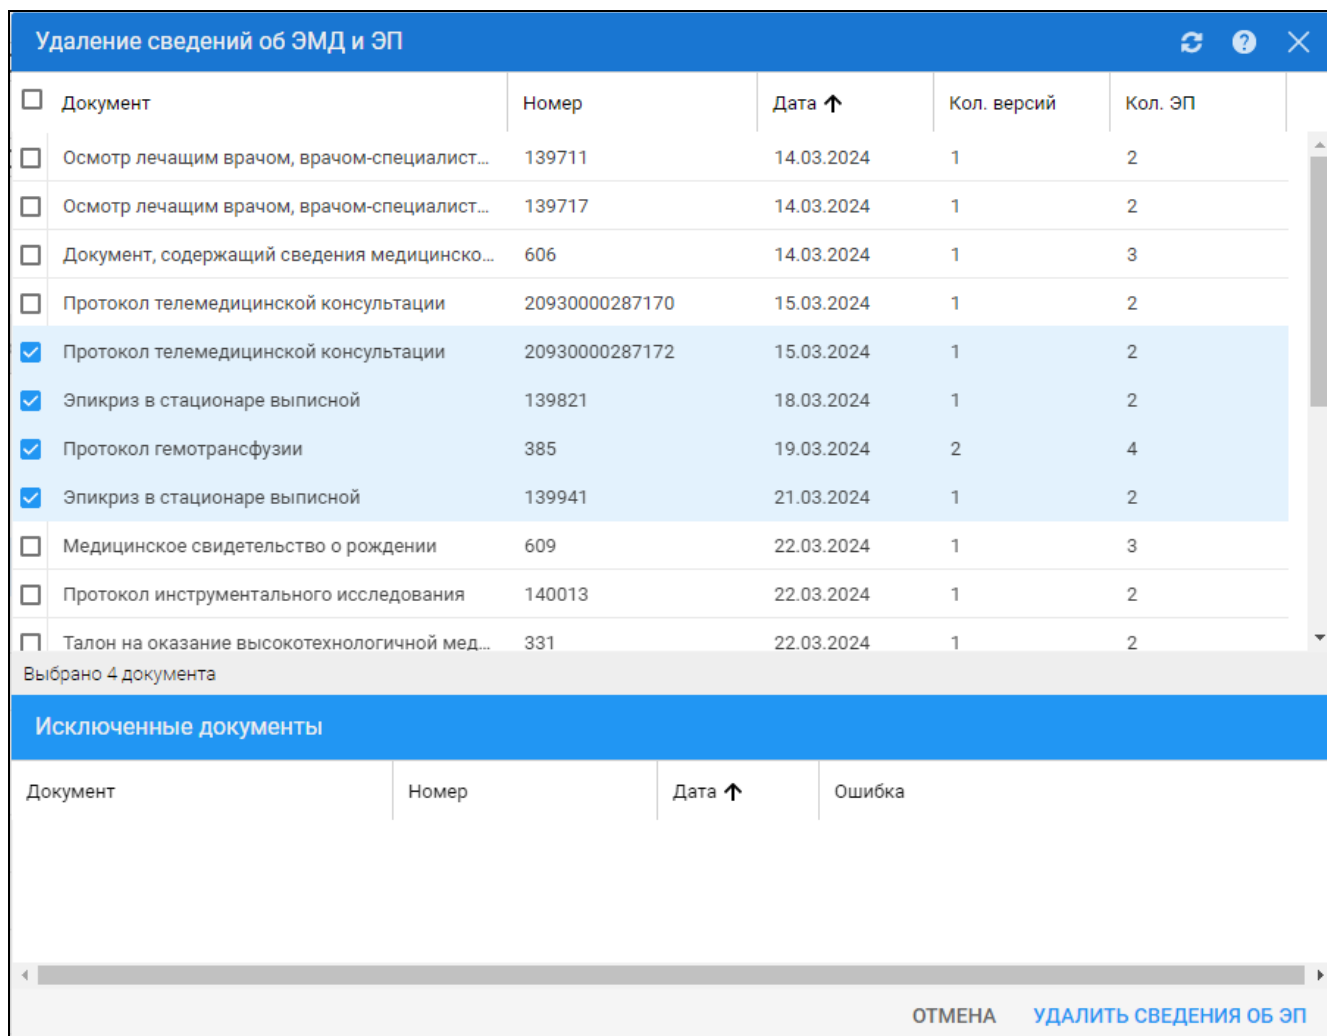 Удаление сведений об ЭМД и ЭП
Документ Номер Дата Кол. версий Кол. ЭП
Осмотр лечащим врачом, врачом-специалист... 139711 14.03.2024 1 2
Осмотр лечащим врачом, врачом-специалист... 139717 14.03.2024 1 2
Документ, содержащий сведения медицинско... 606 14.03.2024 1 3
Протокол телемедицинской консультации 20930000287170 15.03.2024 1 2
Протокол телемедицинской консультации 20930000287172 15.03.2024 1 2
Эпикриз в стационаре выписной 139821 18.03.2024 1 2
Протокол гемотрансфузии 385 19.03.2024 2 4
Эпикриз в стационаре выписной 139941 21.03.2024 1 2
Медицинское свидетельство о рождении 609 22.03.2024 1 3
Протокол инструментального исследования 140013 22.03.2024 1 2
Талон на оказание высокотехнологичной мед... 331 22.03.2024 1 2
Выбрано 4 документа
Исключенные документы
Документ Номер Дата Ошибка
ОТМЕНА УДАЛИТЬ СВЕДЕНИЯ ОБ ЭП